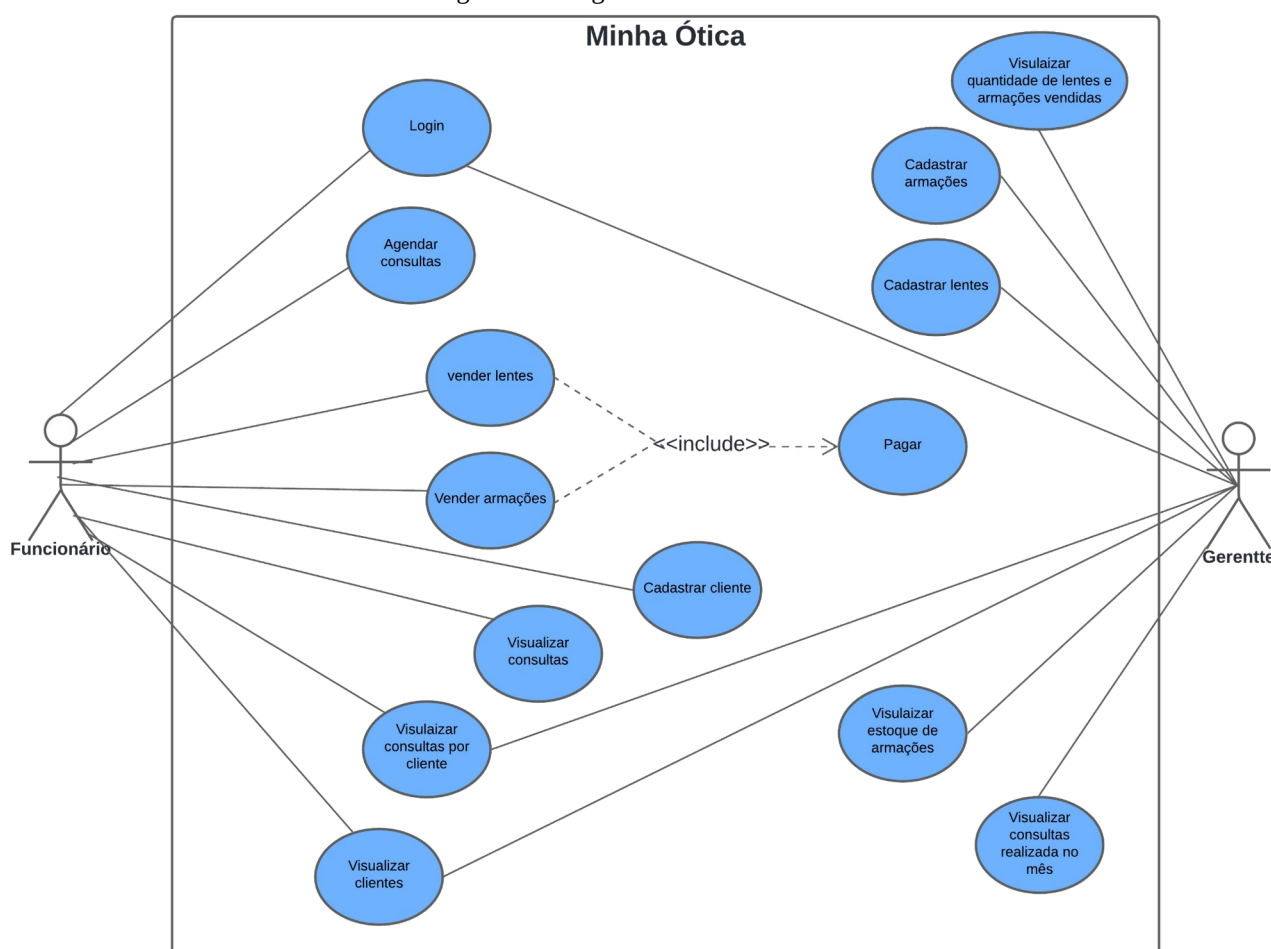 Minha Ótica
Visulaizar
quantidade de lentes e
armações vendidas
Login
Cadastrar
armações
Agendar
consultas
Cadastrar lentes
vender lentes
<<include>>
Pagar
Vender armações
Funcionário
Gerentte
Cadastrar cliente
Visualizar
consultas
Visulaizar
consultas por
cliente
Visulaizar
estoque de
armações
Visualizar
consultas
realizada no
mês
Visualizar
clientes